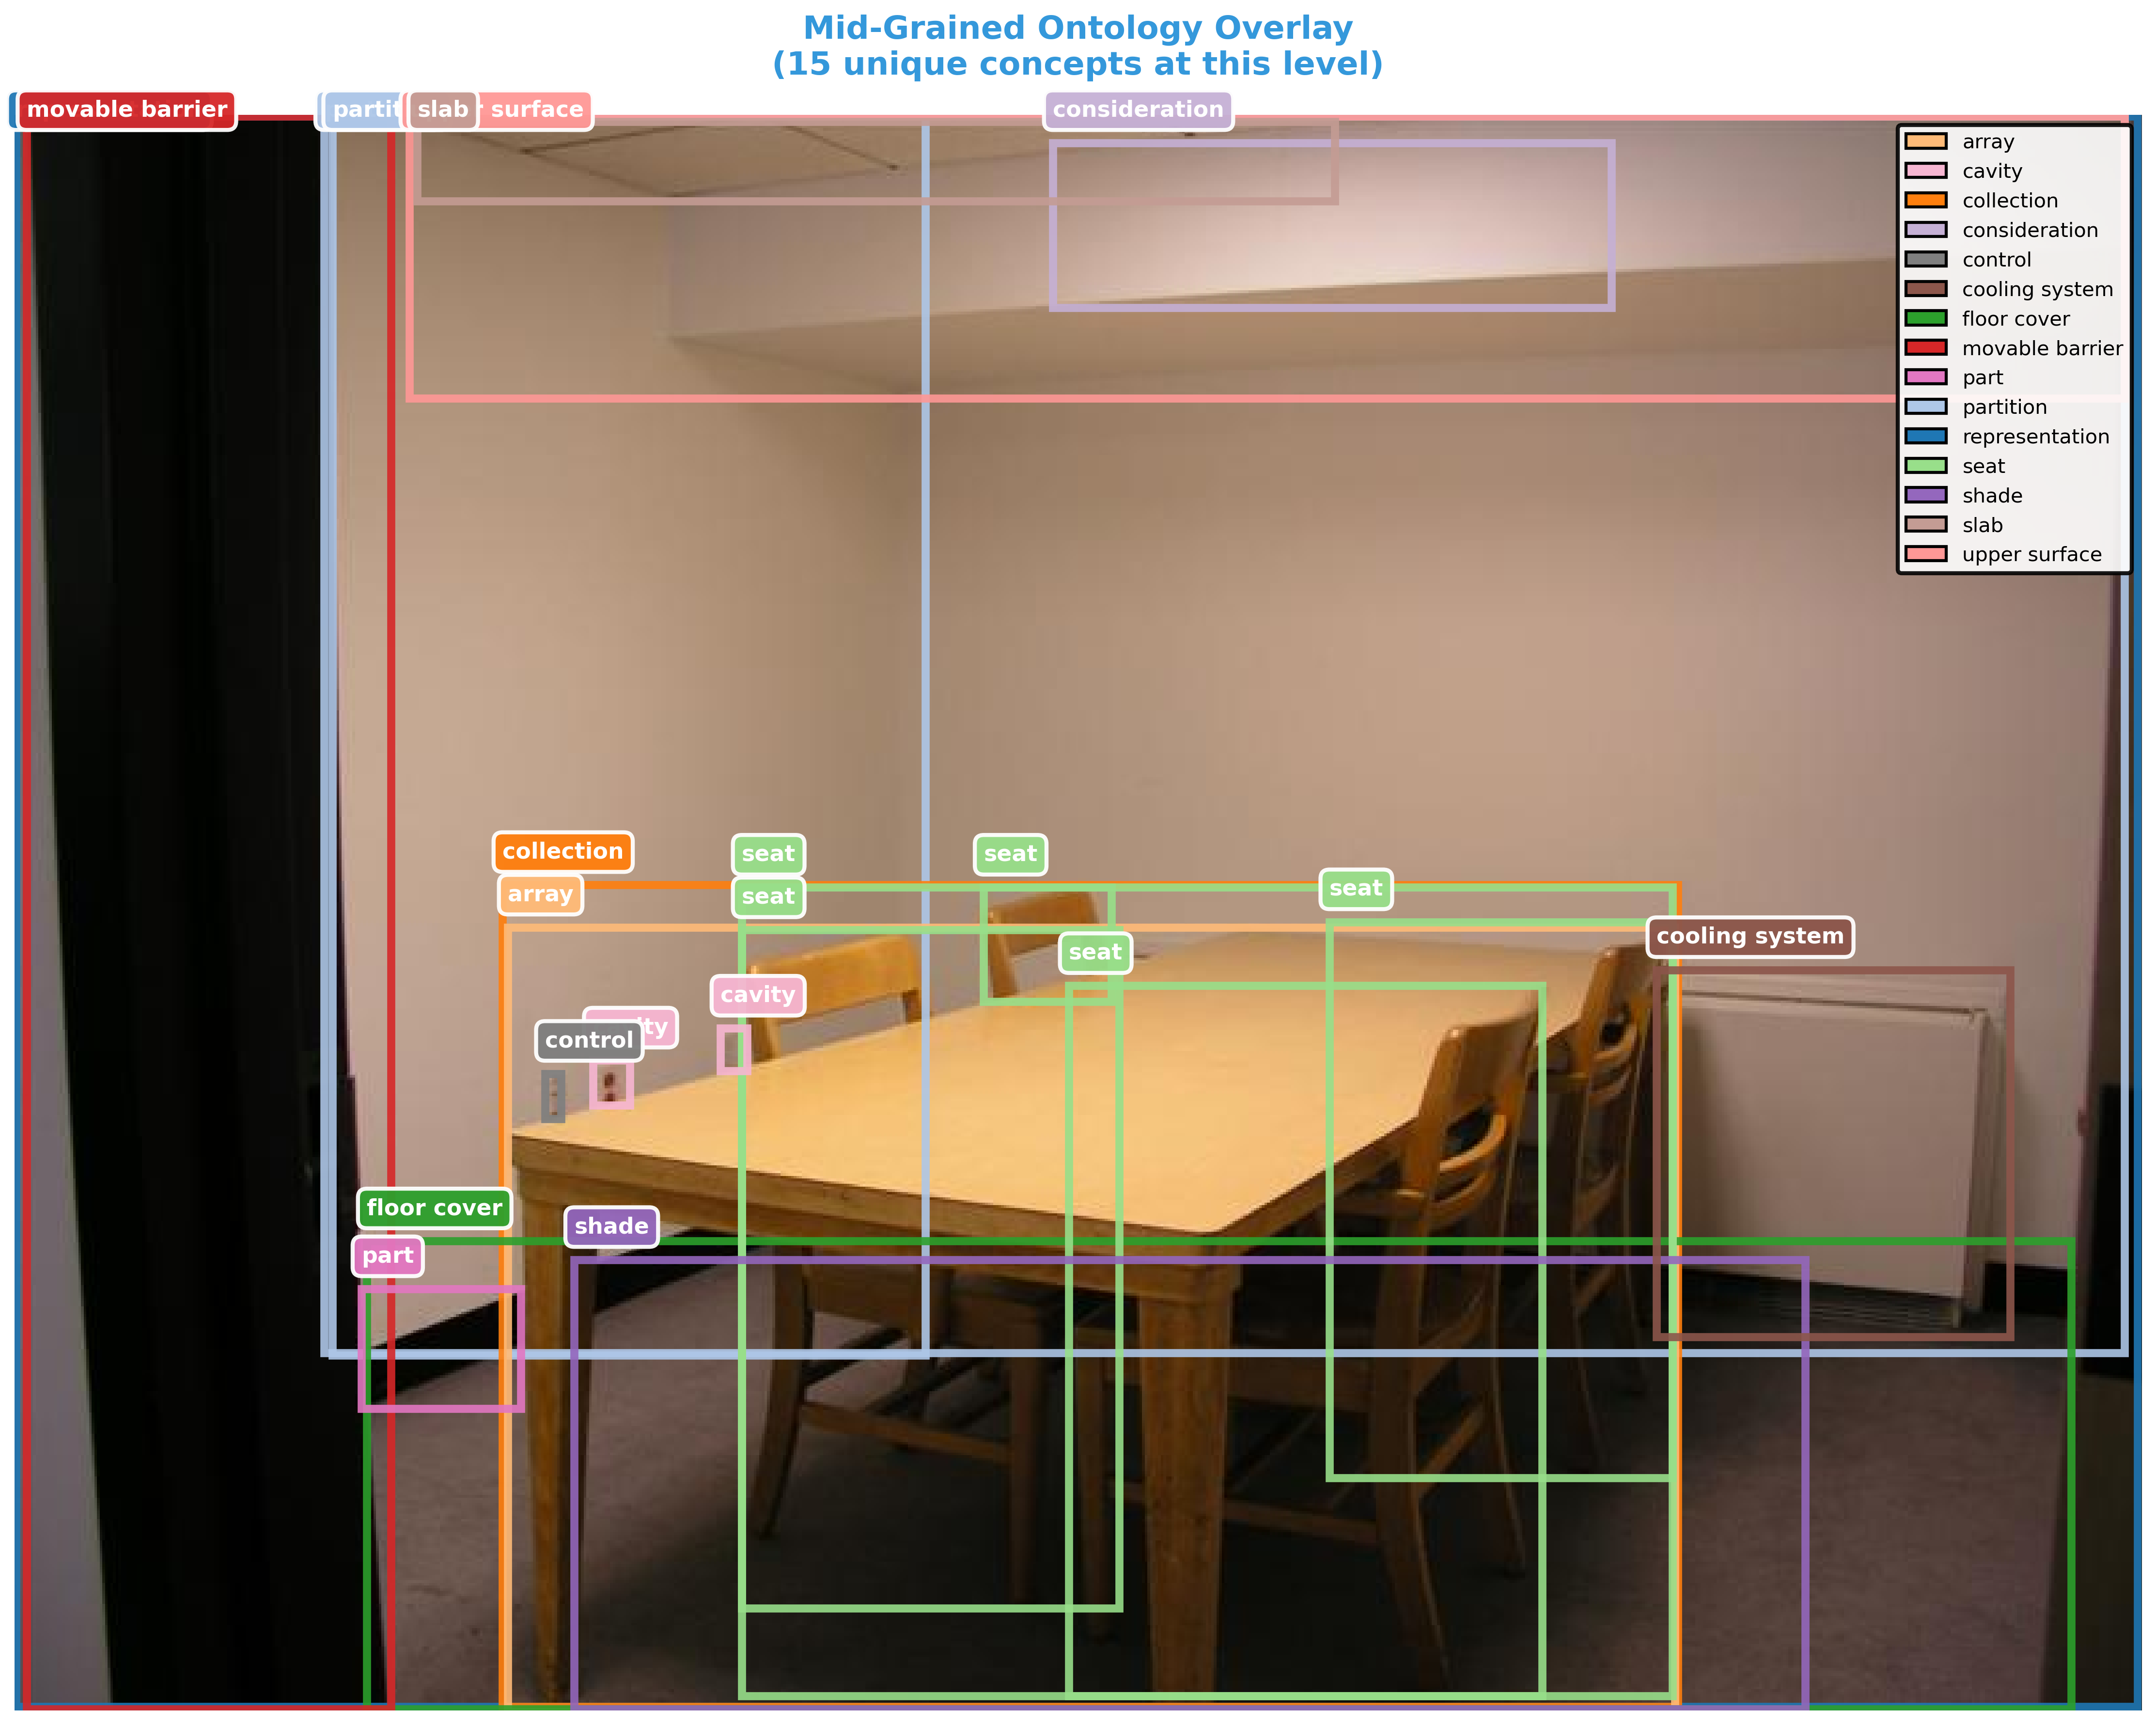 Mid-Grained Ontology Overlay
(15 unique concepts at this level)
movable barrier
partit
slab
r surface
consideration
array
cavity
collection
consideration
control
cooling system
floor cover
movable barrier
part
partition
representation
seat
shade
slab
upper surface
collection
seat
seat
array
seat
seat
cooling system
seat
cavity
ity
control
floor cover
shade
part